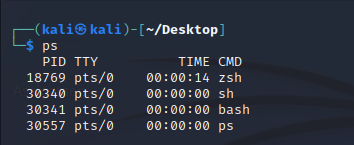 ┌──(kali㉿kali)-[~/Desktop]
└─$ ps
    PID TTY          TIME CMD
  18769 pts/0    00:00:14 zsh
  30340 pts/0    00:00:00 sh
  30341 pts/0    00:00:00 bash
  30557 pts/0    00:00:00 ps